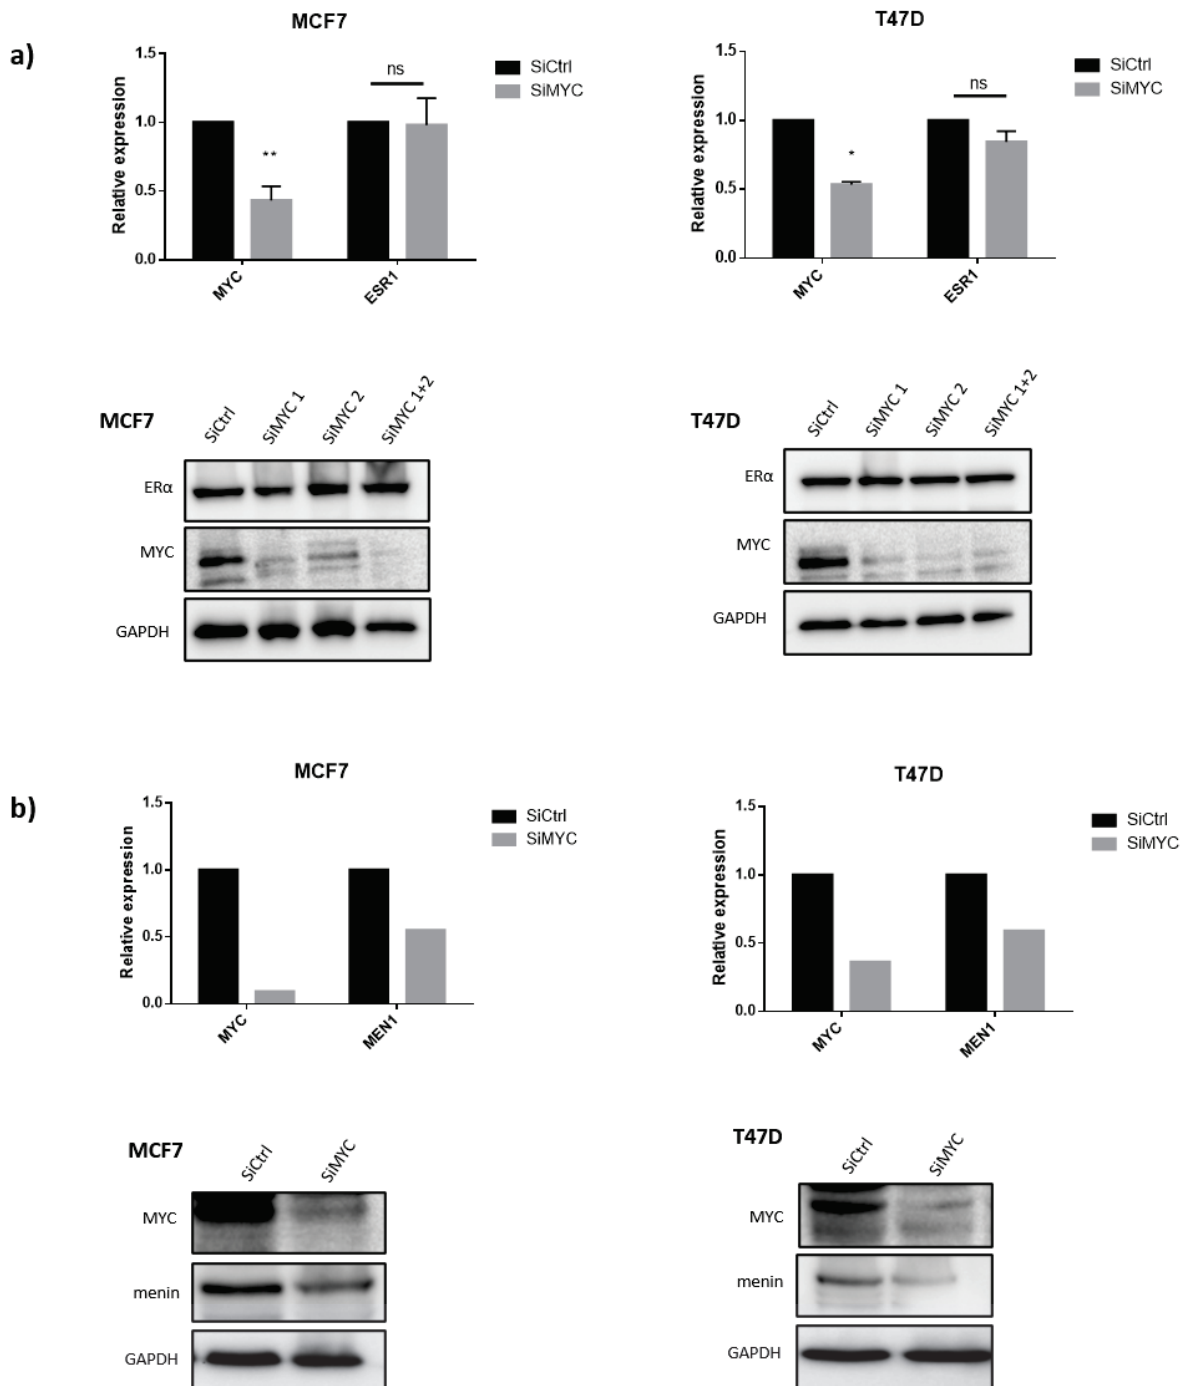 a)
MCF7
Relative expression
1.5
1.0
0.5
0.0
**
ns
MYC
ESR1
SiCtrl
SiMYC
T47D
Relative expression
1.5
1.0
0.5
0.0
*
ns
MYC
ESR1
SiCtrl
SiMYC
MCF7
SiCtrl
SiMYC 1
SiMYC 2
SiMYC 1+2
ERα
MYC
GAPDH
T47D
SiCtrl
SiMYC 1
SiMYC 2
SiMYC 1+2
ERα
MYC
GAPDH
b)
MCF7
Relative expression
1.5
1.0
0.5
0.0
MYC
MEN1
SiCtrl
SiMYC
T47D
Relative expression
1.5
1.0
0.5
0.0
MYC
MEN1
SiCtrl
SiMYC
MCF7
SiCtrl
SiMYC
MYC
menin
GAPDH
T47D
SiCtrl
SiMYC
MYC
menin
GAPDH